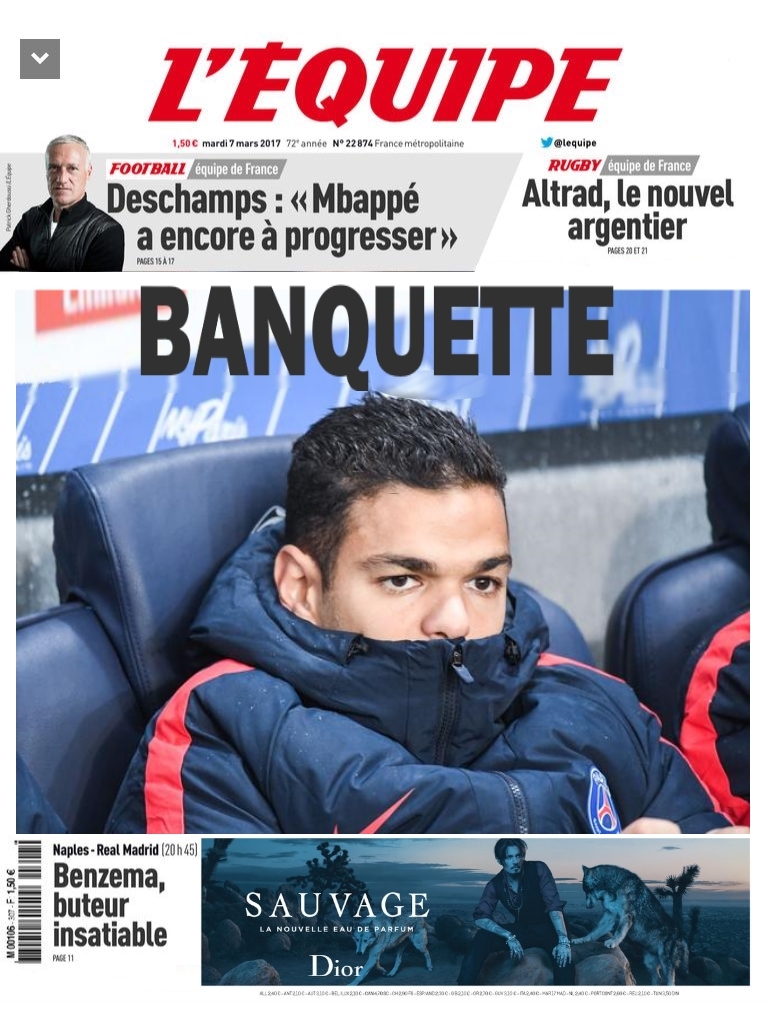 L'ÉQUIPE
1,50 € mardi 7 mars 2017 72e année N° 22 874 France métropolitaine
@lequipe
Patrick Gherdoussi/L'Équipe
FOOTBALL équipe de France
Deschamps : « Mbappé
a encore à progresser »
PAGES 15 À 17
RUGBY équipe de France
Altrad, le nouvel
argentier
PAGES 20 ET 21
BANQUETTE
Naples - Real Madrid (20 h 45)
Benzema,
buteur
insatiable
PAGE 11
M 00106 - 307 - F 1,50 €
SAUVAGE
LA NOUVELLE EAU DE PARFUM
Dior